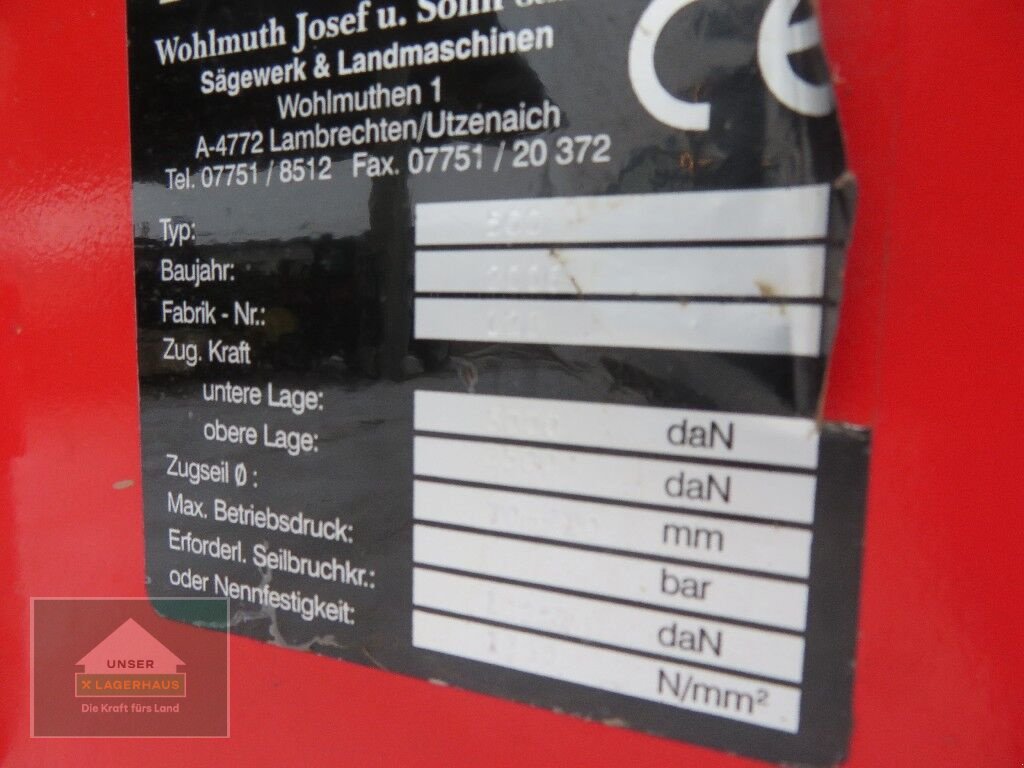 Wohlmuth Josef u. Sohn
Sägewerk & Landmaschinen
Wohlmuthen 1
A-4772 Lambrechten/Utzenaich
Tel. 07751 / 8512 Fax. 07751 / 20 372
CE
Typ:
Baujahr:
Fabrik - Nr.:
Zug. Kraft
untere Lage: daN
obere Lage: daN
Zugseil Ø : mm
Max. Betriebsdruck: bar
Erforderl. Seilbruchkr.: daN
oder Nennfestigkeit: N/mm²
UNSER
X LAGERHAUS
Die Kraft fürs Land